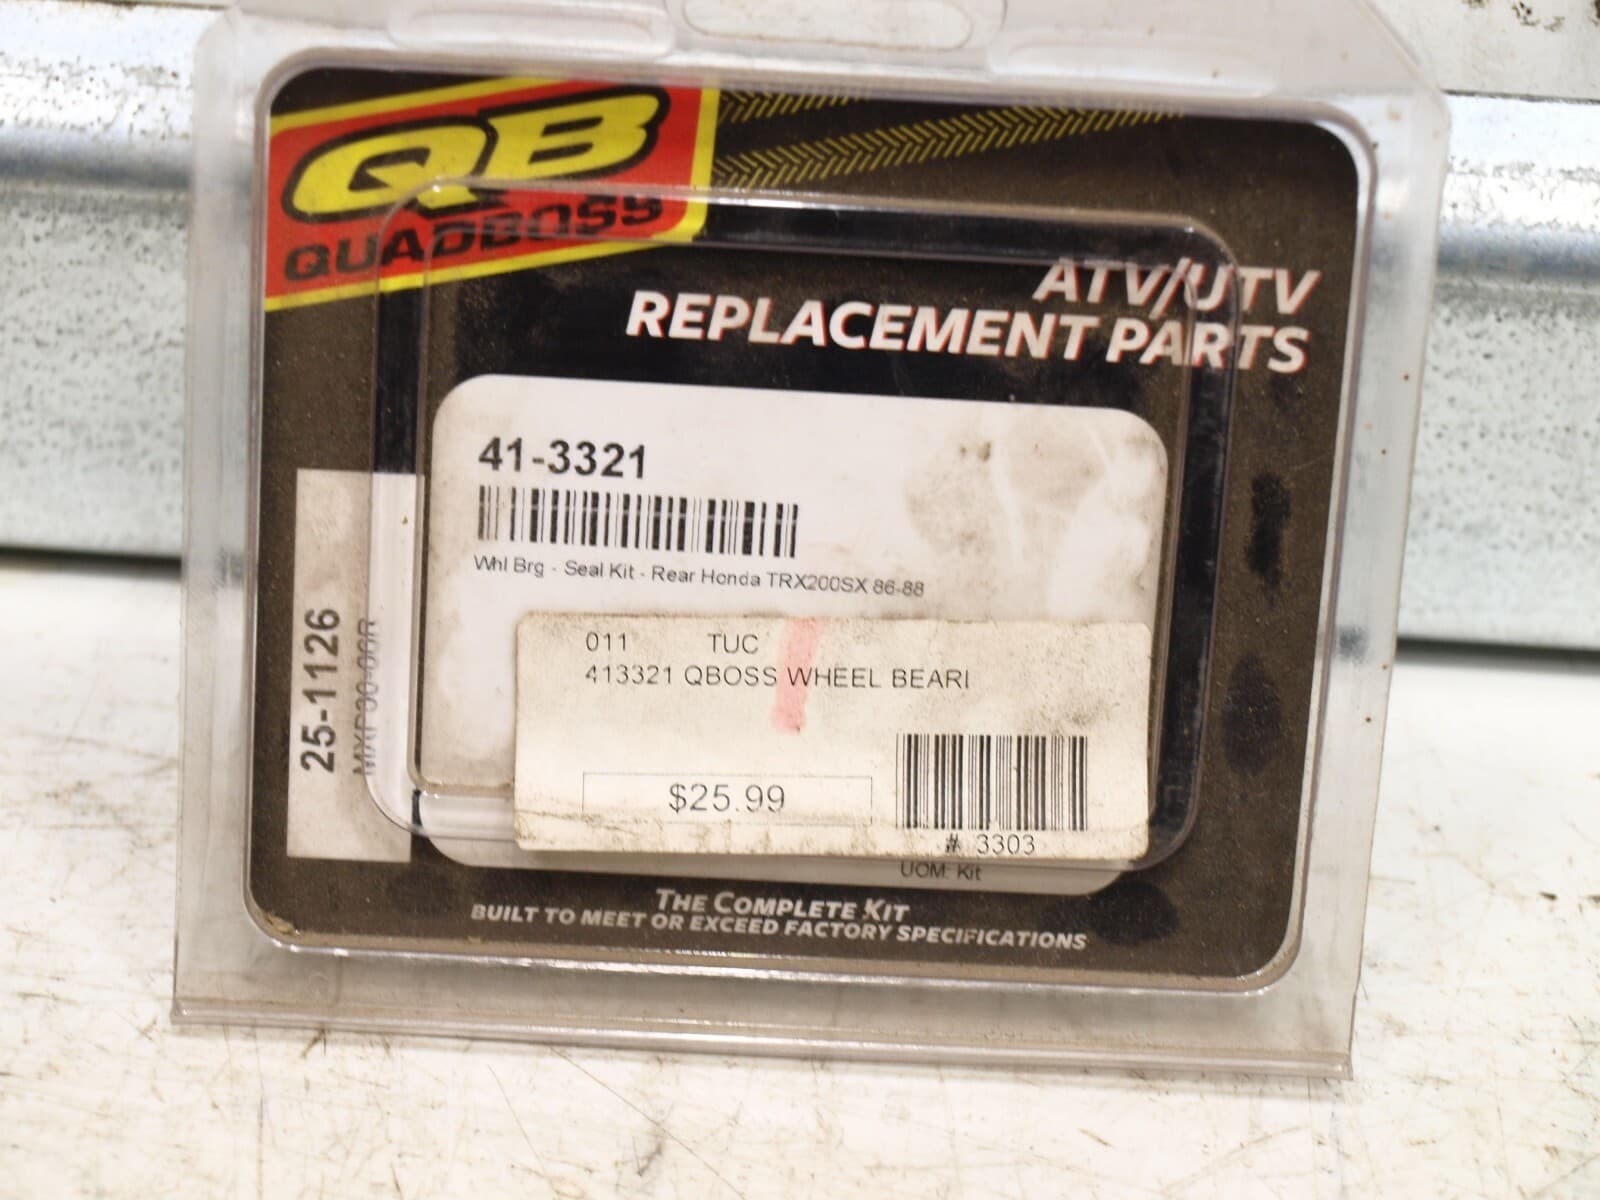 QB
QUADBOSS
ATV/UTV
REPLACEMENT PARTS
41-3321
Whl Brg - Seal Kit - Rear Honda TRX200SX 86-88
25-1126
011 TUC
413321 QBOSS WHEEL BEARI
$25.99
# 3303
UOM: Kit
THE COMPLETE KIT
BUILT TO MEET OR EXCEED FACTORY SPECIFICATIONS